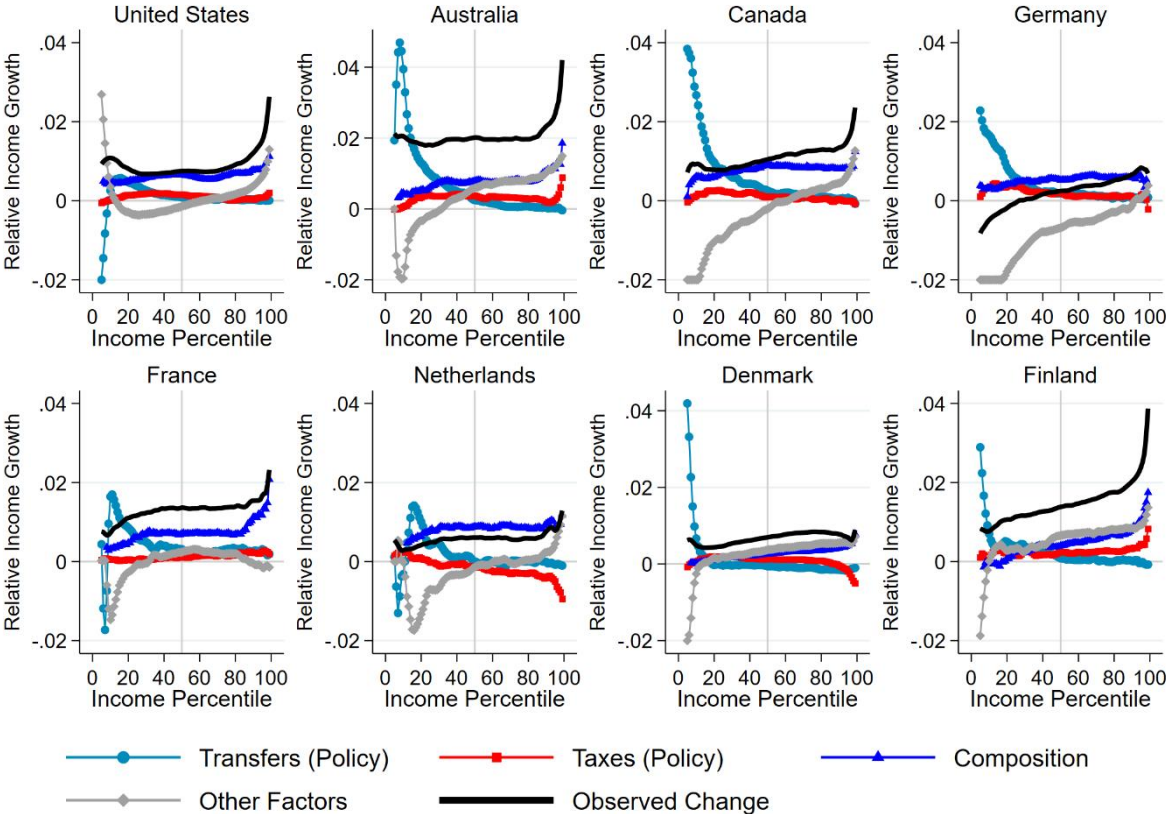 United States
Australia
Canada
Germany
Relative Income Growth
.04
.02
0
-.02
0 20 40 60 80 100
Income Percentile
Relative Income Growth
.04
.02
0
-.02
0 20 40 60 80 100
Income Percentile
Relative Income Growth
.04
.02
0
-.02
0 20 40 60 80 100
Income Percentile
Relative Income Growth
.04
.02
0
-.02
0 20 40 60 80 100
Income Percentile
France
Netherlands
Denmark
Finland
Relative Income Growth
.04
.02
0
-.02
0 20 40 60 80 100
Income Percentile
Relative Income Growth
.04
.02
0
-.02
0 20 40 60 80 100
Income Percentile
Relative Income Growth
.04
.02
0
-.02
0 20 40 60 80 100
Income Percentile
Relative Income Growth
.04
.02
0
-.02
0 20 40 60 80 100
Income Percentile
Transfers (Policy)
Taxes (Policy)
Composition
Other Factors
Observed Change